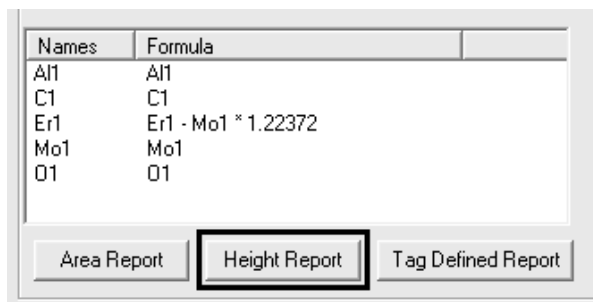 Names Formula
Al1 Al1
C1 C1
Er1 Er1 - Mo1 * 1.22372
Mo1 Mo1
O1 O1
Area Report Height Report Tag Defined Report